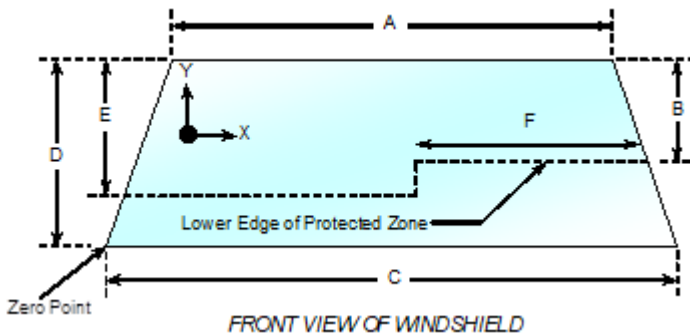 A
Y
E
B
F
X
D
Lower Edge of Protected Zone
C
Zero Point
FRONT VIEW OF WINDSHIELD